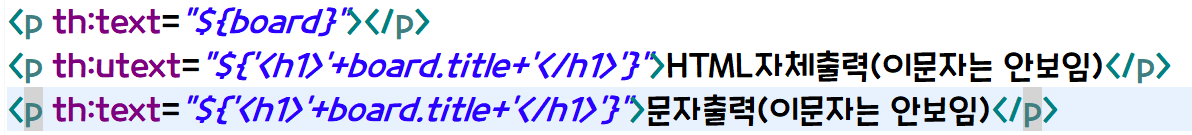 <p th:text="${board}"></p>
<p th:utext="${'<h1>'+board.title+'</h1>'}">HTML자체출력(이문자는 안보임)</p>
<p th:text="${'<h1>'+board.title+'</h1>'}">문자출력(이문자는 안보임)</p>